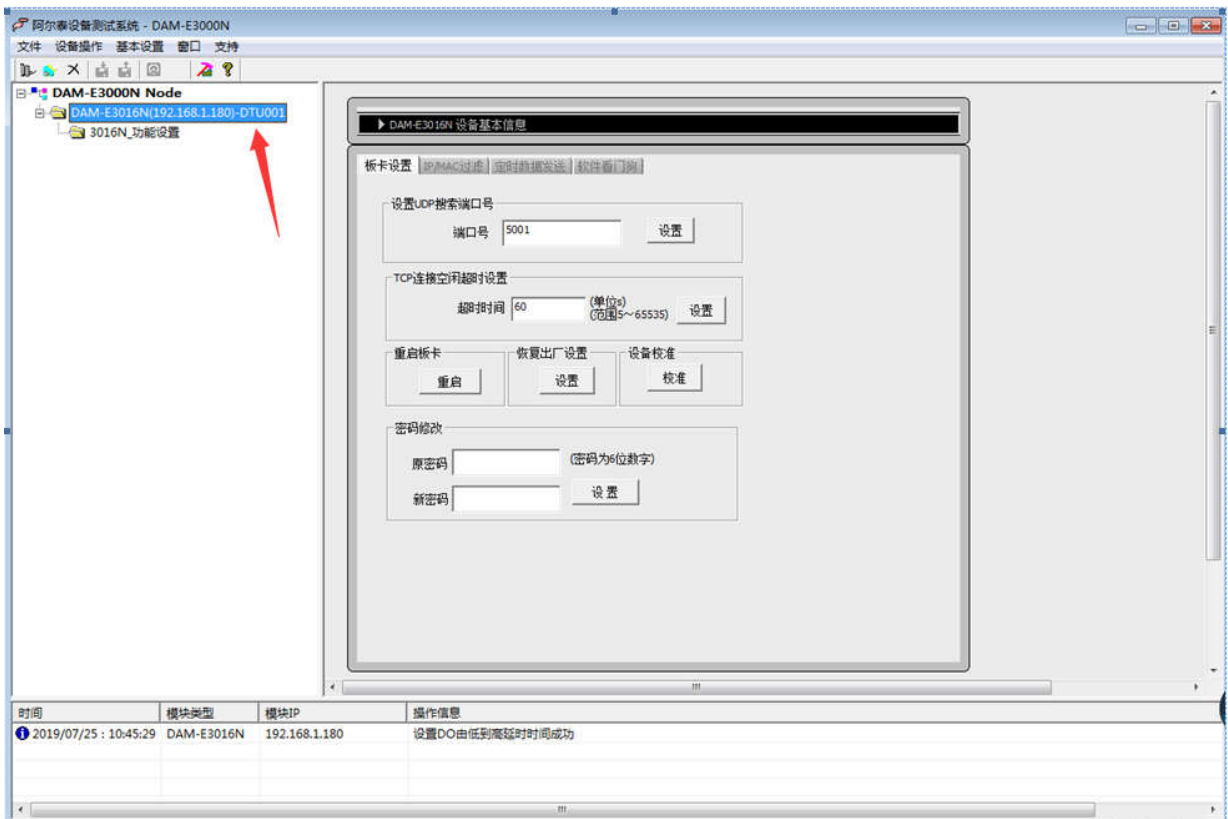 阿尔泰设备测试系统 - DAM-E3000N
文件 设备操作 基本设置 窗口 支持
DAM-E3000N Node
DAM-E3016N(192.168.1.180)-DTU001
3016N_功能设置
DAM-E3016N 设备基本信息
板卡设置 IP/MAC过滤 定时数据发送 软件看门狗
设置UDP搜索端口号
端口号 5001 设置
TCP连接空闲超时设置
超时时间 60 (单位s) 设置
(范围5~65535)
重启板卡 恢复出厂设置 设备校准
重启 设置 校准
密码修改
原密码 (密码为6位数字)
新密码 设 置
时间 模块类型 模块IP 操作信息
2019/07/25 : 10:45:29 DAM-E3016N 192.168.1.180 设置DO由低到高延时时间成功